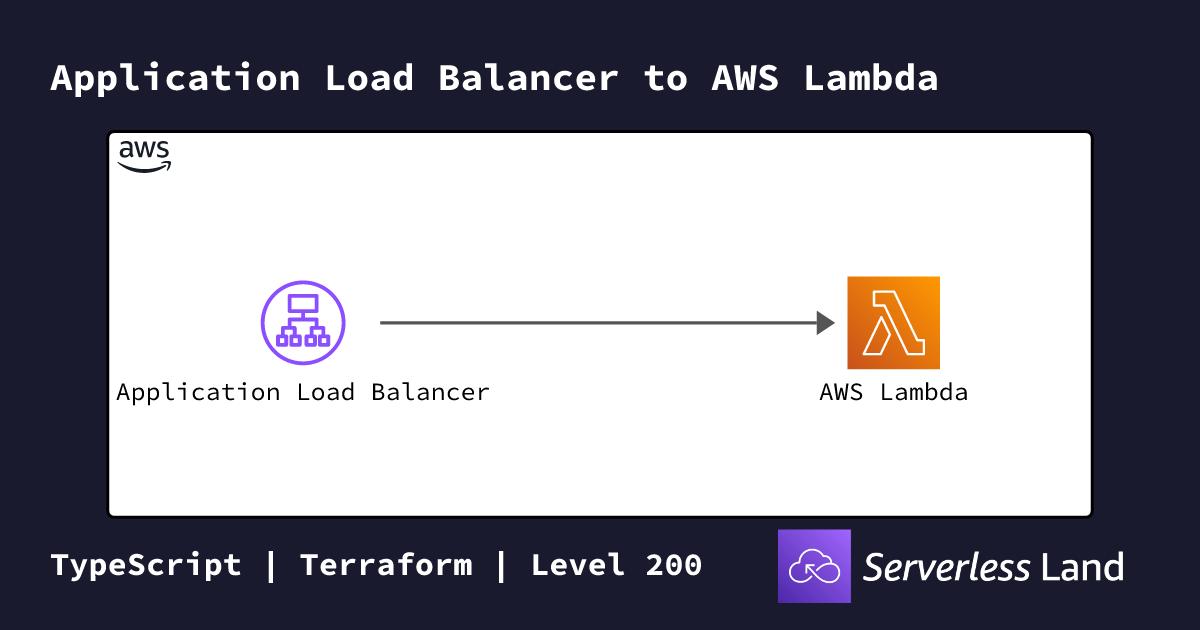 Application Load Balancer to AWS Lambda
aws
Application Load Balancer
AWS Lambda
TypeScript | Terraform | Level 200
Serverless Land